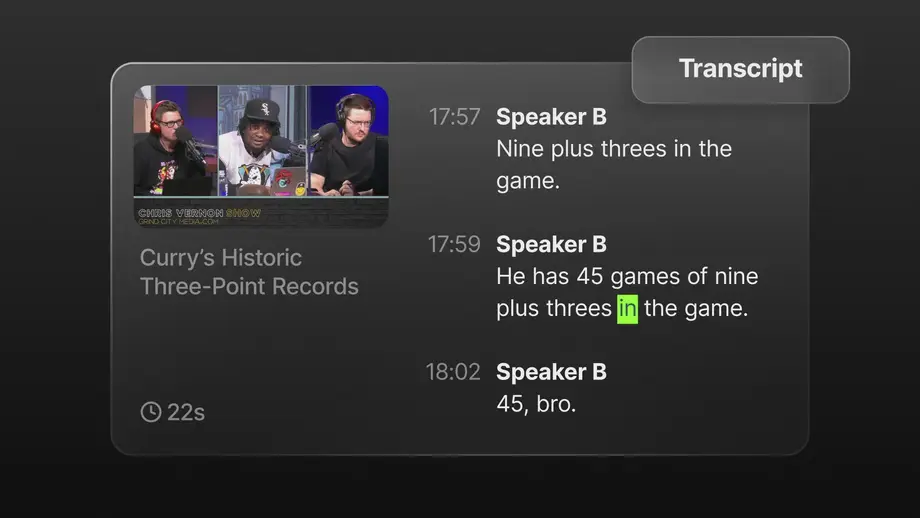 Transcript
CHRIS VERNON SHOW
GRIND CITY MEDIA.COM
Curry's Historic
Three-Point Records
22s
17:57 Speaker B
Nine plus threes in the
game.
17:59 Speaker B
He has 45 games of nine
plus threes in the game.
18:02 Speaker B
45, bro.